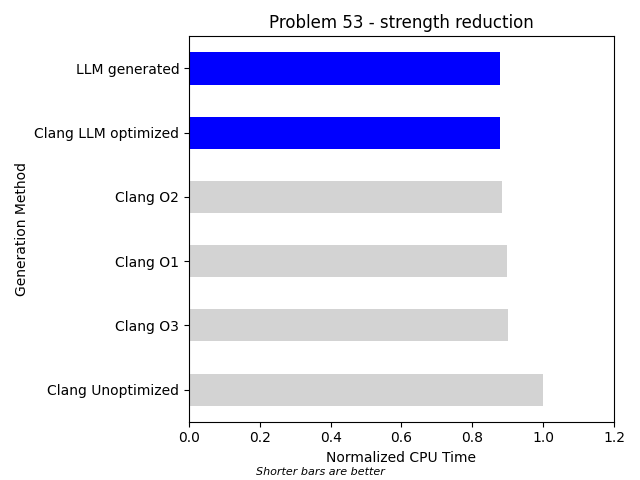 Problem 53 - strength reduction
Generation Method
LLM generated
Clang LLM optimized
Clang O2
Clang O1
Clang O3
Clang Unoptimized
0.0 0.2 0.4 0.6 0.8 1.0 1.2
Normalized CPU Time
Shorter bars are better